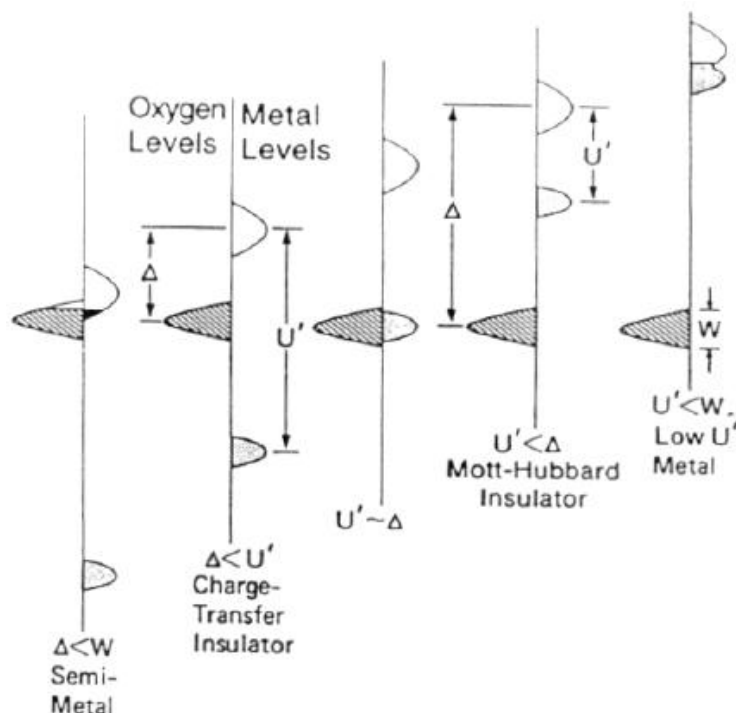 Oxygen Metal
Levels Levels
Δ
U'
Δ
U'
W
Δ<W
Semi-
Metal
Δ<U'
Charge-
Transfer
Insulator
U'~Δ
U'<Δ
Mott-Hubbard
Insulator
U'<W,
Low U'
Metal